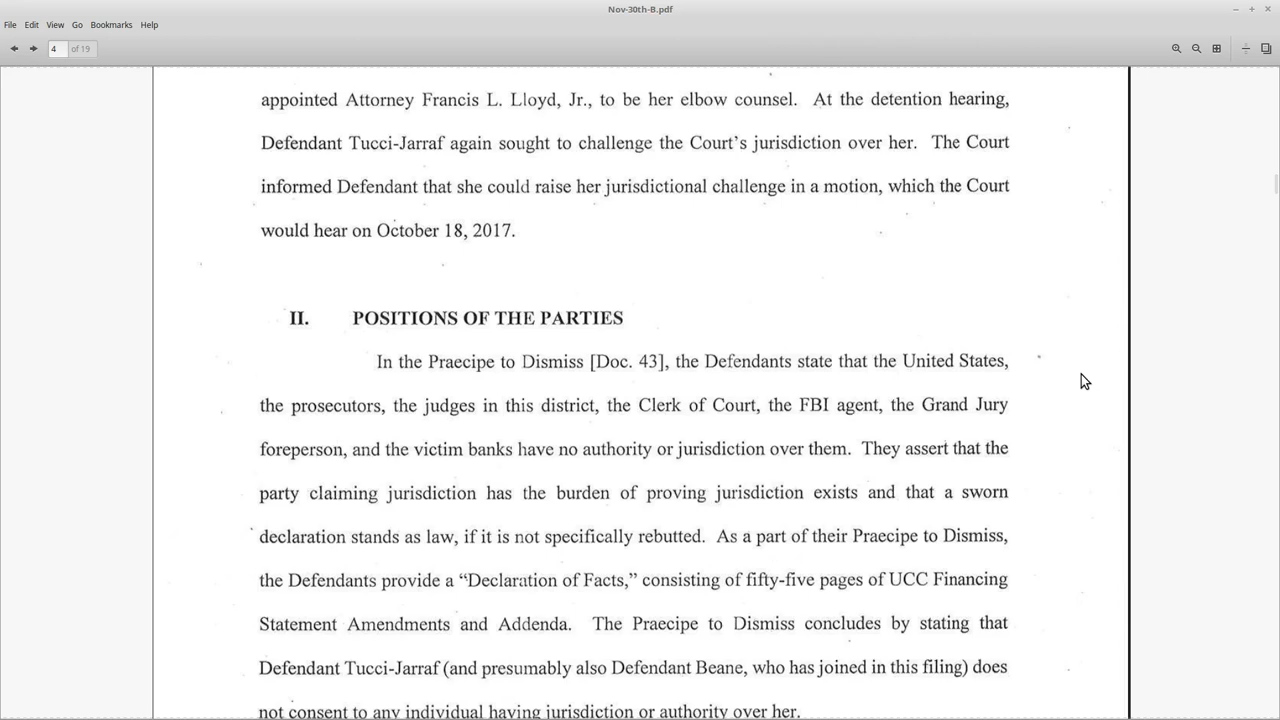 Nov-30th-B.pdf
File Edit View Go Bookmarks Help
4 of 19
appointed Attorney Francis L. Lloyd, Jr., to be her elbow counsel. At the detention hearing,
Defendant Tucci-Jarraf again sought to challenge the Court's jurisdiction over her. The Court
informed Defendant that she could raise her jurisdictional challenge in a motion, which the Court
would hear on October 18, 2017.
II. POSITIONS OF THE PARTIES
In the Praecipe to Dismiss [Doc. 43], the Defendants state that the United States,
the prosecutors, the judges in this district, the Clerk of Court, the FBI agent, the Grand Jury
foreperson, and the victim banks have no authority or jurisdiction over them. They assert that the
party claiming jurisdiction has the burden of proving jurisdiction exists and that a sworn
declaration stands as law, if it is not specifically rebutted. As a part of their Praecipe to Dismiss,
the Defendants provide a “Declaration of Facts,” consisting of fifty-five pages of UCC Financing
Statement Amendments and Addenda. The Praecipe to Dismiss concludes by stating that
Defendant Tucci-Jarraf (and presumably also Defendant Beane, who has joined in this filing) does
not consent to any individual having jurisdiction or authority over her.